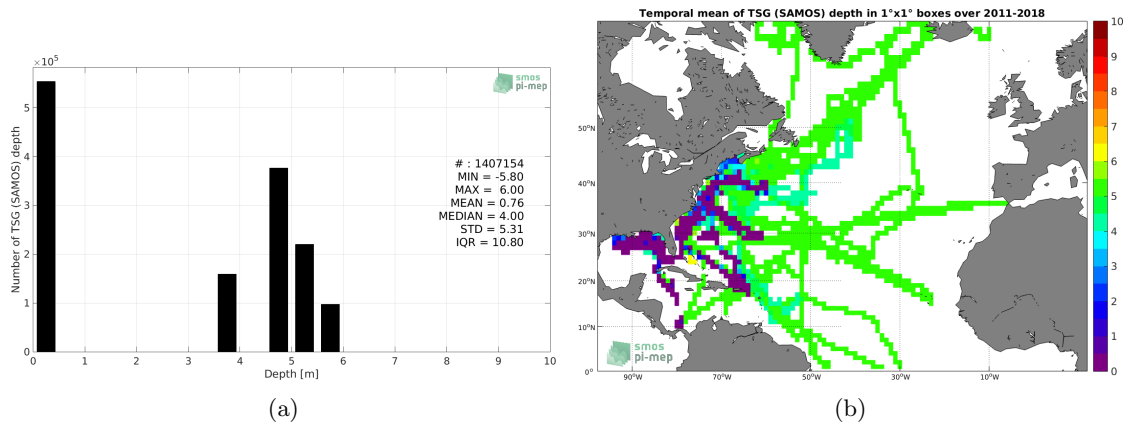 Temporal mean of TSG (SAMOS) depth in 1°x1° boxes over 2011-2018
×10⁵
smos
pi-mep
# : 1407154
MIN = -5.80
MAX = 6.00
MEAN = 0.76
MEDIAN = 4.00
STD = 5.31
IQR = 10.80
Number of TSG (SAMOS) depth
5
4
3
2
1
0
0 1 2 3 4 5 6 7 8 9 10
Depth [m]
(a)
50°N
40°N
30°N
20°N
10°N
0°
90°W 70°W 50°W 30°W 10°W
smos
pi-mep
10
9
8
7
6
5
4
3
2
1
0
(b)